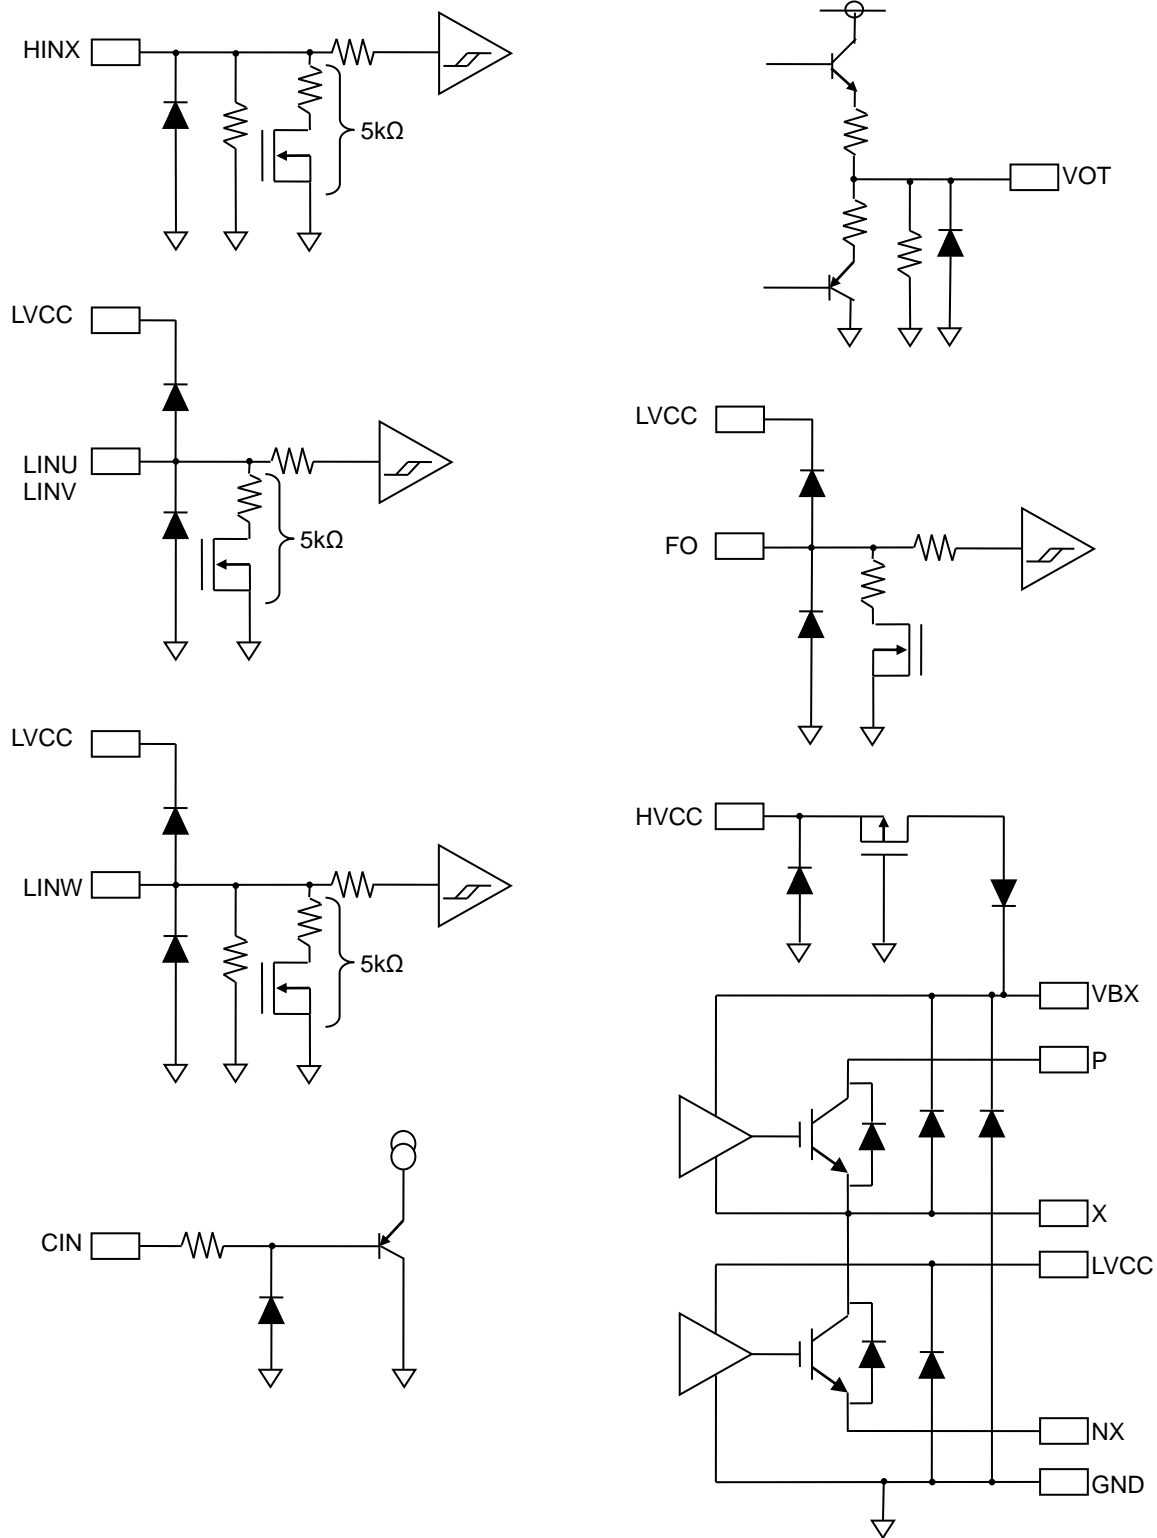 HINX
5kΩ
LVCC
LINU
LINV
5kΩ
LVCC
LINW
5kΩ
CIN
VOT
LVCC
FO
HVCC
VBX
P
X
LVCC
NX
GND